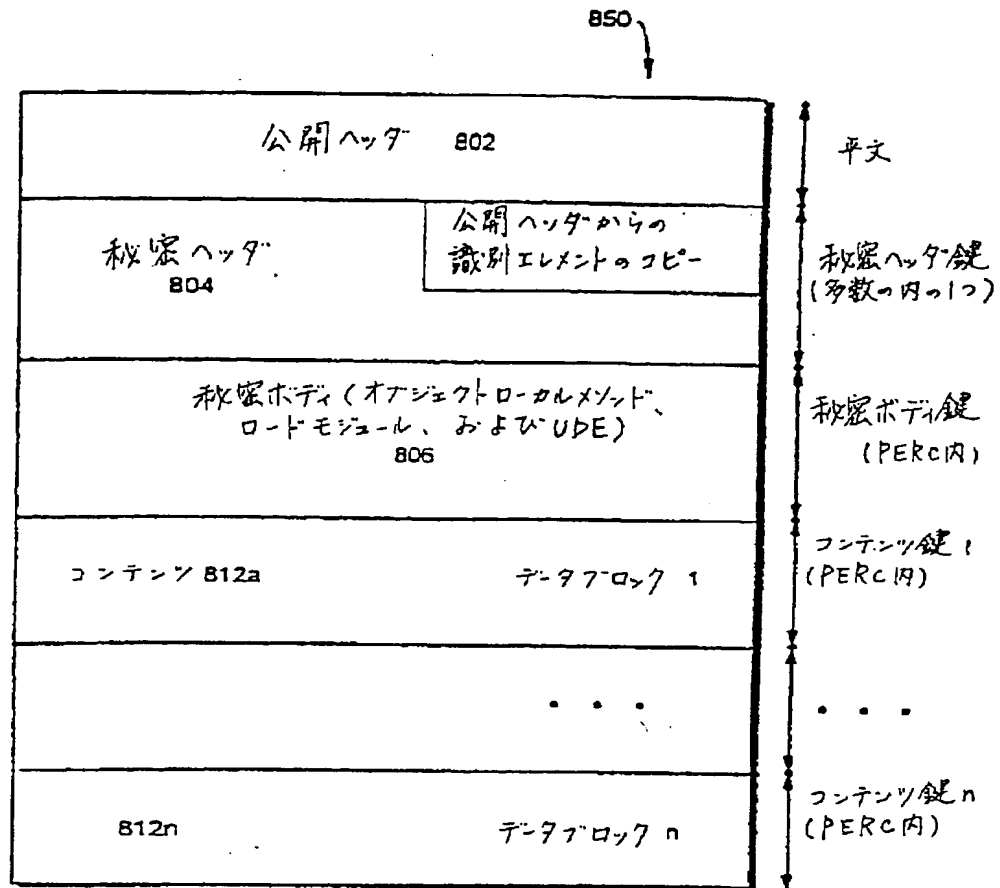 850
公開ヘッダ 802
平文
秘密ヘッダ
804
公開ヘッダからの
識別エレメントのコピー
秘密ヘッダ鍵
(多数の内の1つ)
秘密ボディ(オブジェクトローカルメソッド、
ロードモジュール、およびUDE)
806
秘密ボディ鍵
(PERC内)
コンテンツ 812a
データブロック 1
コンテンツ鍵 1
(PERC内)
・・・
・・・
812n
データブロック n
コンテンツ鍵 n
(PERC内)